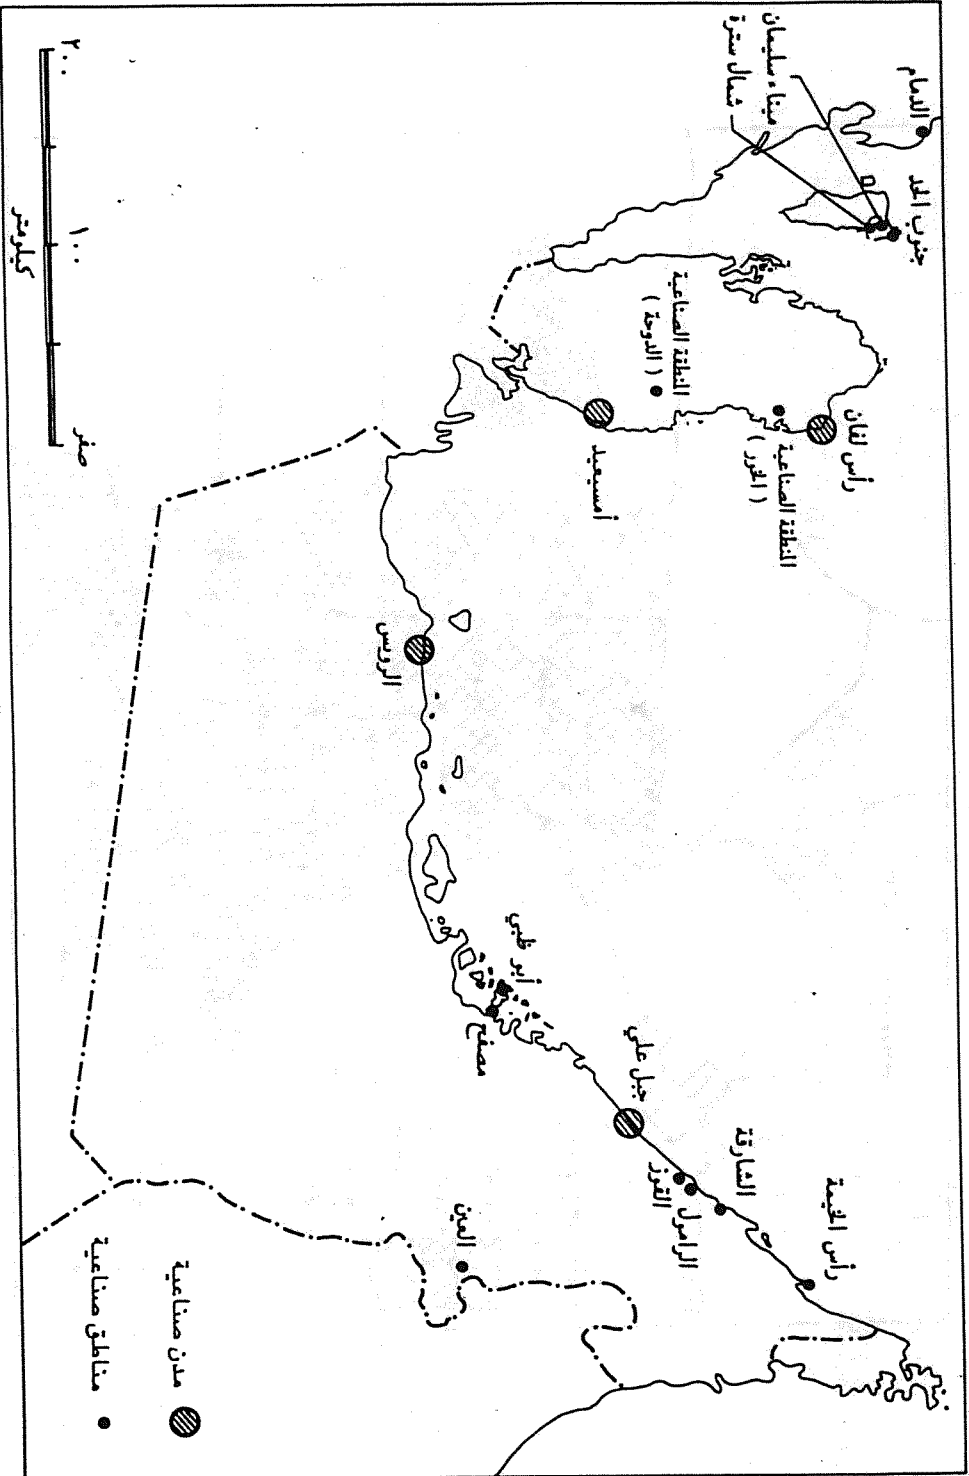 الدمام
ميناء سليمان
شمال سترة
جنوب الحد
المنطقة الصناعية
( الدوحة )
رأس لفان
المنطقة الصناعية
( الخور )
أمسيعيد
الرويس
أبو ظبي
مصفح
جبل علي
الشارقة
القوز
الرامول
رأس الخيمة
العين
مدن صناعية
مناطق صناعية
صفر
١٠٠
٢٠٠
كيلومتر